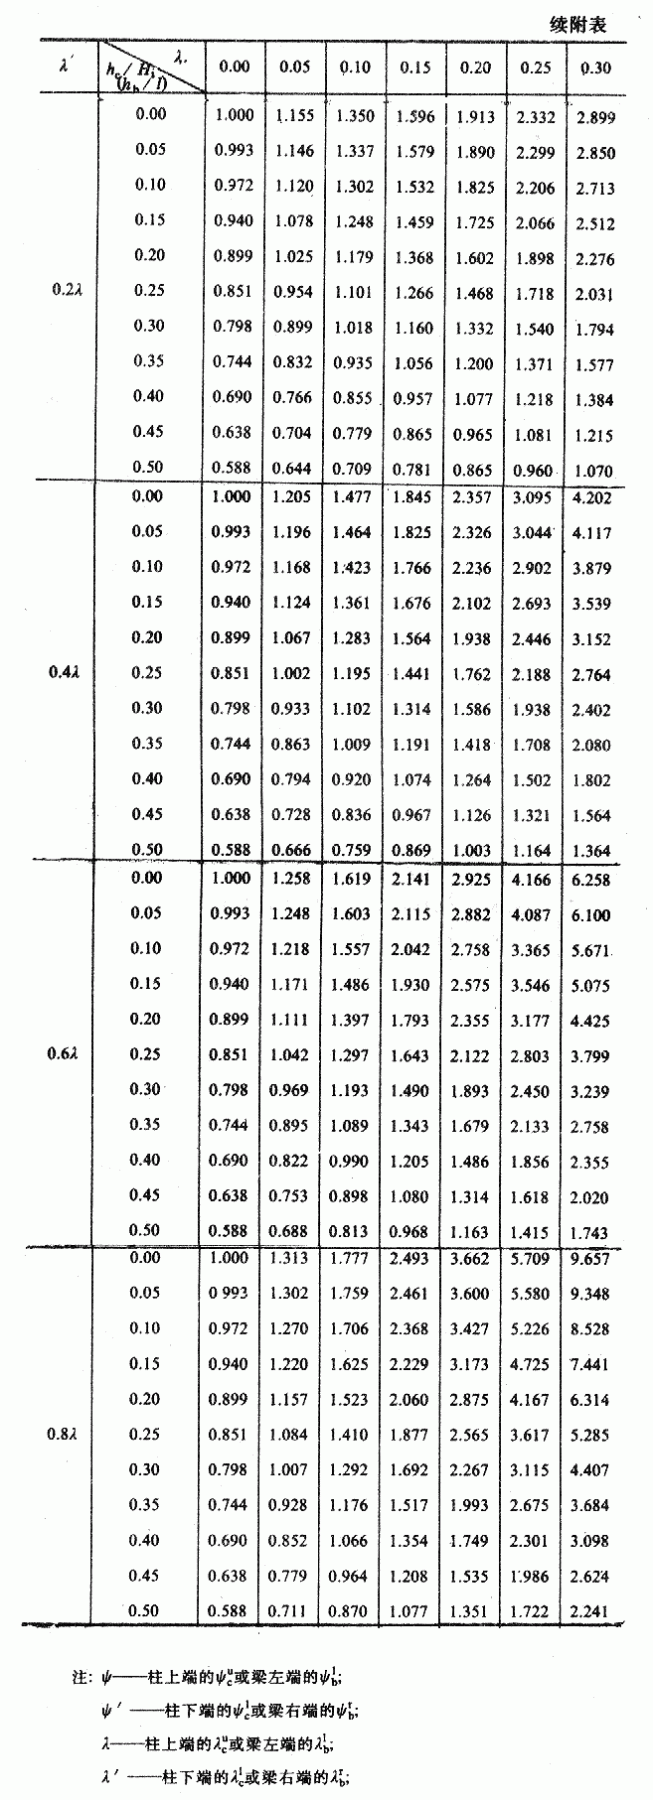 续附表
λ′ h_c/H_i (h_b/l) λ 0.00 0.05 0.10 0.15 0.20 0.25 0.30
0.00 1.000 1.155 1.350 1.596 1.913 2.332 2.899
0.05 0.993 1.146 1.337 1.579 1.890 2.299 2.850
0.10 0.972 1.120 1.302 1.532 1.825 2.206 2.713
0.15 0.940 1.078 1.248 1.459 1.725 2.066 2.512
0.20 0.899 1.025 1.179 1.368 1.602 1.898 2.276
0.2λ 0.25 0.851 0.954 1.101 1.266 1.468 1.718 2.031
0.30 0.798 0.899 1.018 1.160 1.332 1.540 1.794
0.35 0.744 0.832 0.935 1.056 1.200 1.371 1.577
0.40 0.690 0.766 0.855 0.957 1.077 1.218 1.384
0.45 0.638 0.704 0.779 0.865 0.965 1.081 1.215
0.50 0.588 0.644 0.709 0.781 0.865 0.960 1.070
0.00 1.000 1.205 1.477 1.845 2.357 3.095 4.202
0.05 0.993 1.196 1.464 1.825 2.326 3.044 4.117
0.10 0.972 1.168 1.423 1.766 2.236 2.902 3.879
0.15 0.940 1.124 1.361 1.676 2.102 2.693 3.539
0.20 0.899 1.067 1.283 1.564 1.938 2.446 3.152
0.4λ 0.25 0.851 1.002 1.195 1.441 1.762 2.188 2.764
0.30 0.798 0.933 1.102 1.314 1.586 1.938 2.402
0.35 0.744 0.863 1.009 1.191 1.418 1.708 2.080
0.40 0.690 0.794 0.920 1.074 1.264 1.502 1.802
0.45 0.638 0.728 0.836 0.967 1.126 1.321 1.564
0.50 0.588 0.666 0.759 0.869 1.003 1.164 1.364
0.00 1.000 1.258 1.619 2.141 2.925 4.166 6.258
0.05 0.993 1.248 1.603 2.115 2.882 4.087 6.100
0.10 0.972 1.218 1.557 2.042 2.758 3.365 5.671
0.15 0.940 1.171 1.486 1.930 2.575 3.546 5.075
0.20 0.899 1.111 1.397 1.793 2.355 3.177 4.425
0.6λ 0.25 0.851 1.042 1.297 1.643 2.122 2.803 3.799
0.30 0.798 0.969 1.193 1.490 1.893 2.450 3.239
0.35 0.744 0.895 1.089 1.343 1.679 2.133 2.758
0.40 0.690 0.822 0.990 1.205 1.486 1.856 2.355
0.45 0.638 0.753 0.898 1.080 1.314 1.618 2.020
0.50 0.588 0.688 0.813 0.968 1.163 1.415 1.743
0.00 1.000 1.313 1.777 2.493 3.662 5.709 9.657
0.05 0 993 1.302 1.759 2.461 3.600 5.580 9.348
0.10 0.972 1.270 1.706 2.368 3.427 5.226 8.528
0.15 0.940 1.220 1.625 2.229 3.173 4.725 7.441
0.20 0.899 1.157 1.523 2.060 2.875 4.167 6.314
0.8λ 0.25 0.851 1.084 1.410 1.877 2.565 3.617 5.285
0.30 0.798 1.007 1.292 1.692 2.267 3.115 4.407
0.35 0.744 0.928 1.176 1.517 1.993 2.675 3.684
0.40 0.690 0.852 1.066 1.354 1.749 2.301 3.098
0.45 0.638 0.779 0.964 1.208 1.535 1.986 2.624
0.50 0.588 0.711 0.870 1.077 1.351 1.722 2.241
注: ψ——柱上端的ψ_c^u或梁左端的ψ_b^l;
ψ′ ——柱下端的ψ_c^l或梁右端的ψ_b^r;
λ——柱上端的λ_c^u或梁左端的λ_b^l;
λ′ ——柱下端的λ_c^l或梁右端的λ_b^r;